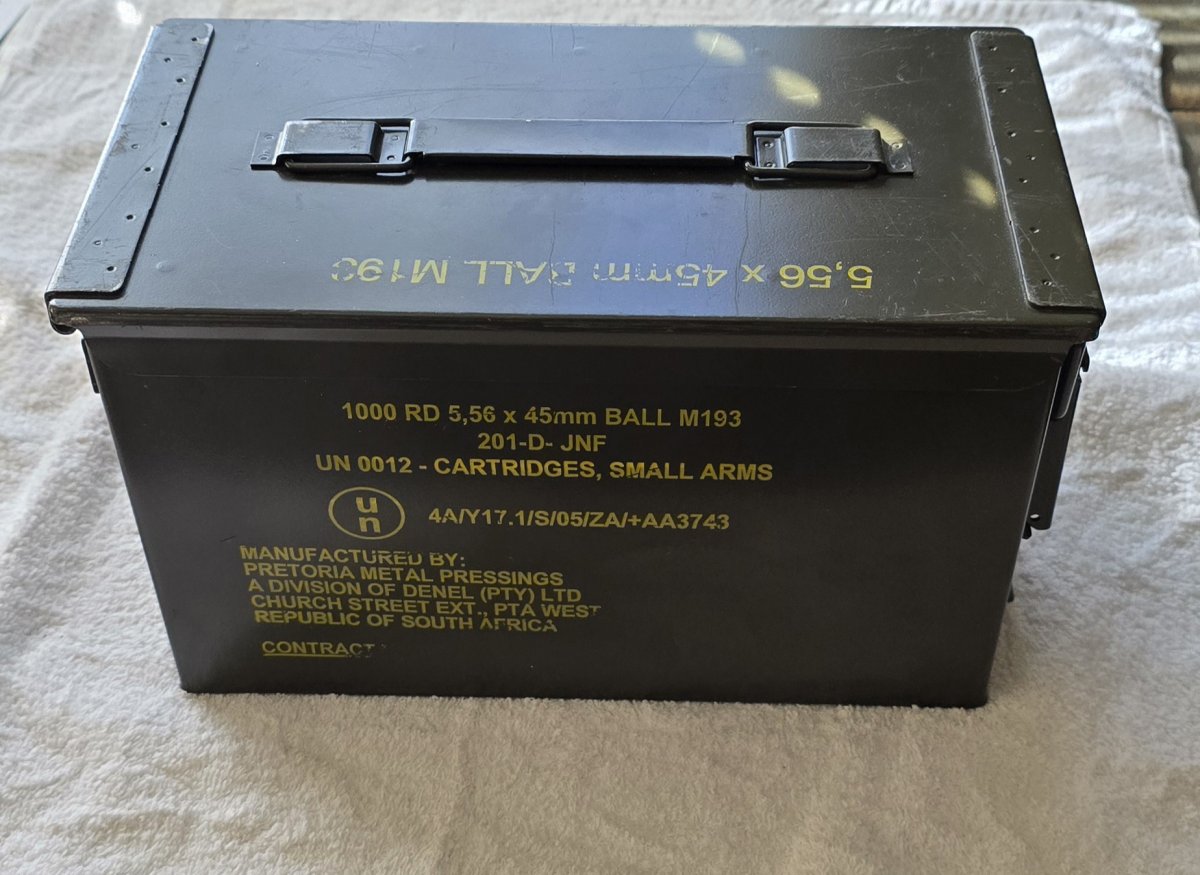 5,56 x 45mm BALL M193
1000 RD 5,56 x 45mm BALL M193
201-D- JNF
UN 0012 - CARTRIDGES, SMALL ARMS
un
4A/Y17.1/S/05/ZA/+AA3743
MANUFACTURED BY:
PRETORIA METAL PRESSINGS
A DIVISION OF DENEL (PTY) LTD
CHURCH STREET EXT., PTA WEST
REPUBLIC OF SOUTH AFRICA
CONTRACT